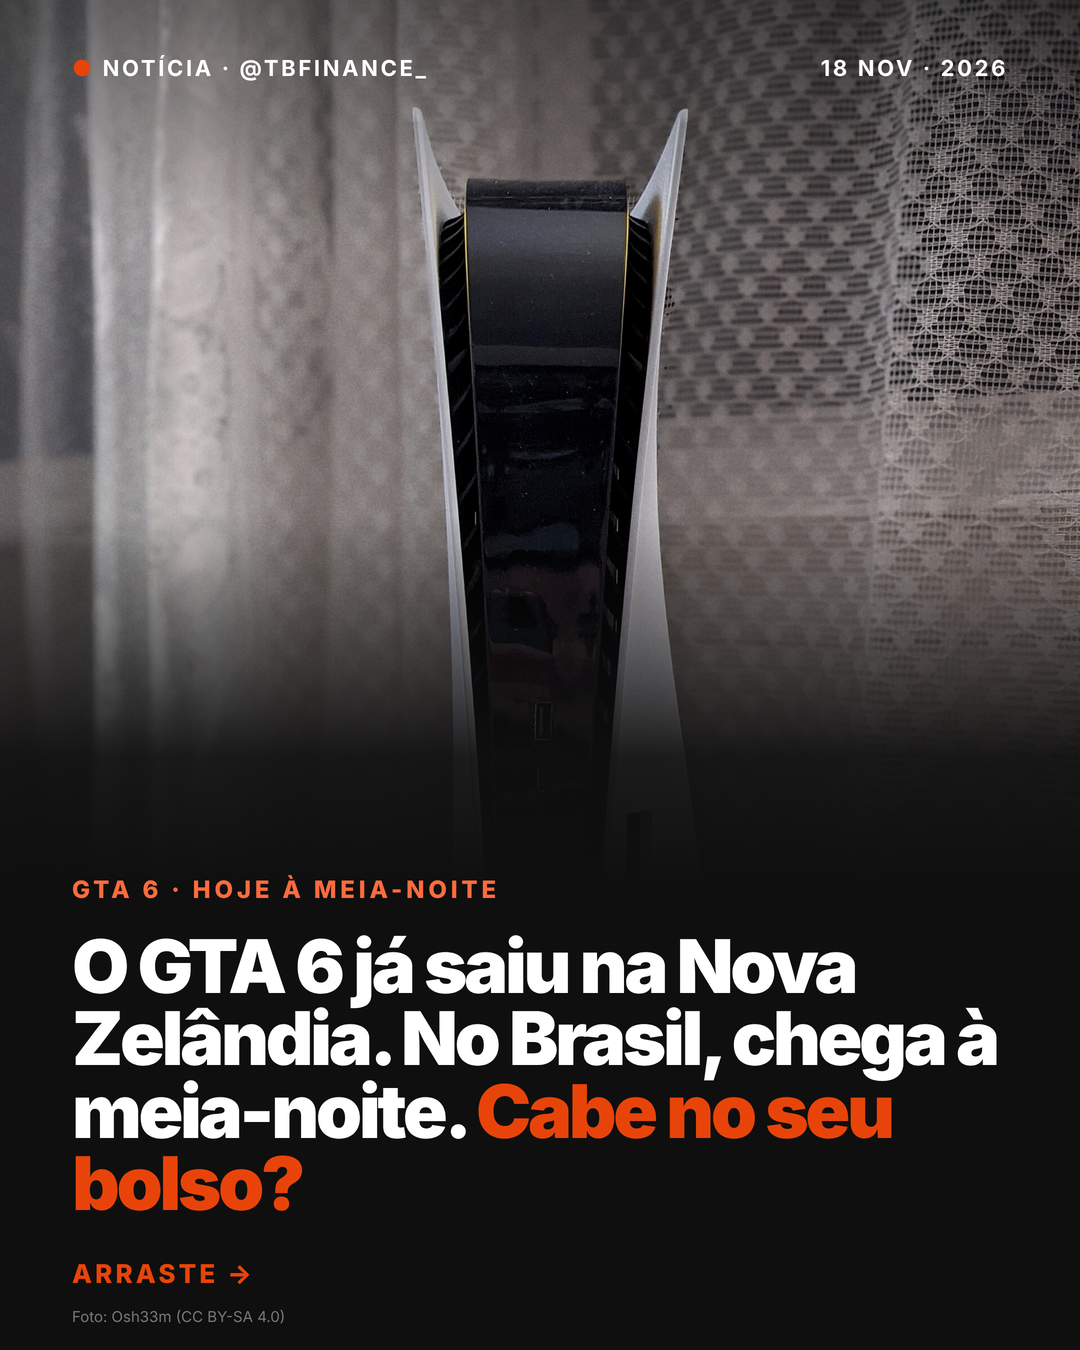 NOTÍCIA · @TBFINANCE_
18 NOV · 2026
GTA 6 · HOJE À MEIA-NOITE
O GTA 6 já saiu na Nova
Zelândia. No Brasil, chega à
meia-noite. Cabe no seu
bolso?
ARRASTE →
Foto: Osh33m (CC BY-SA 4.0)